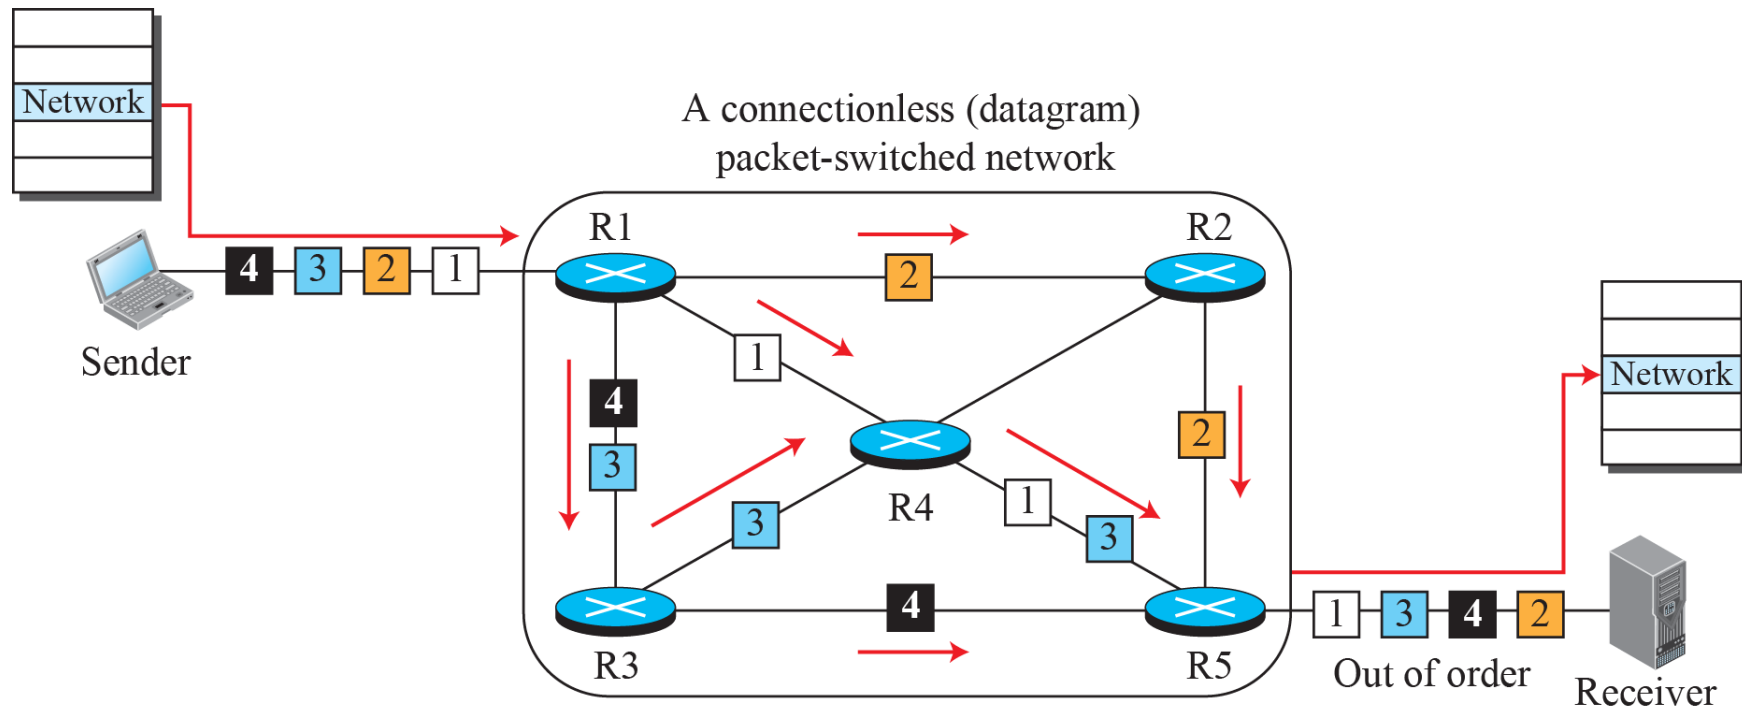 Network
A connectionless (datagram)
packet-switched network
R1
R2
4 3 2 1
2
Sender
1
Network
4
2
3
R4
1
3
3
4
R3
R5
1 3 4 2
Out of order
Receiver